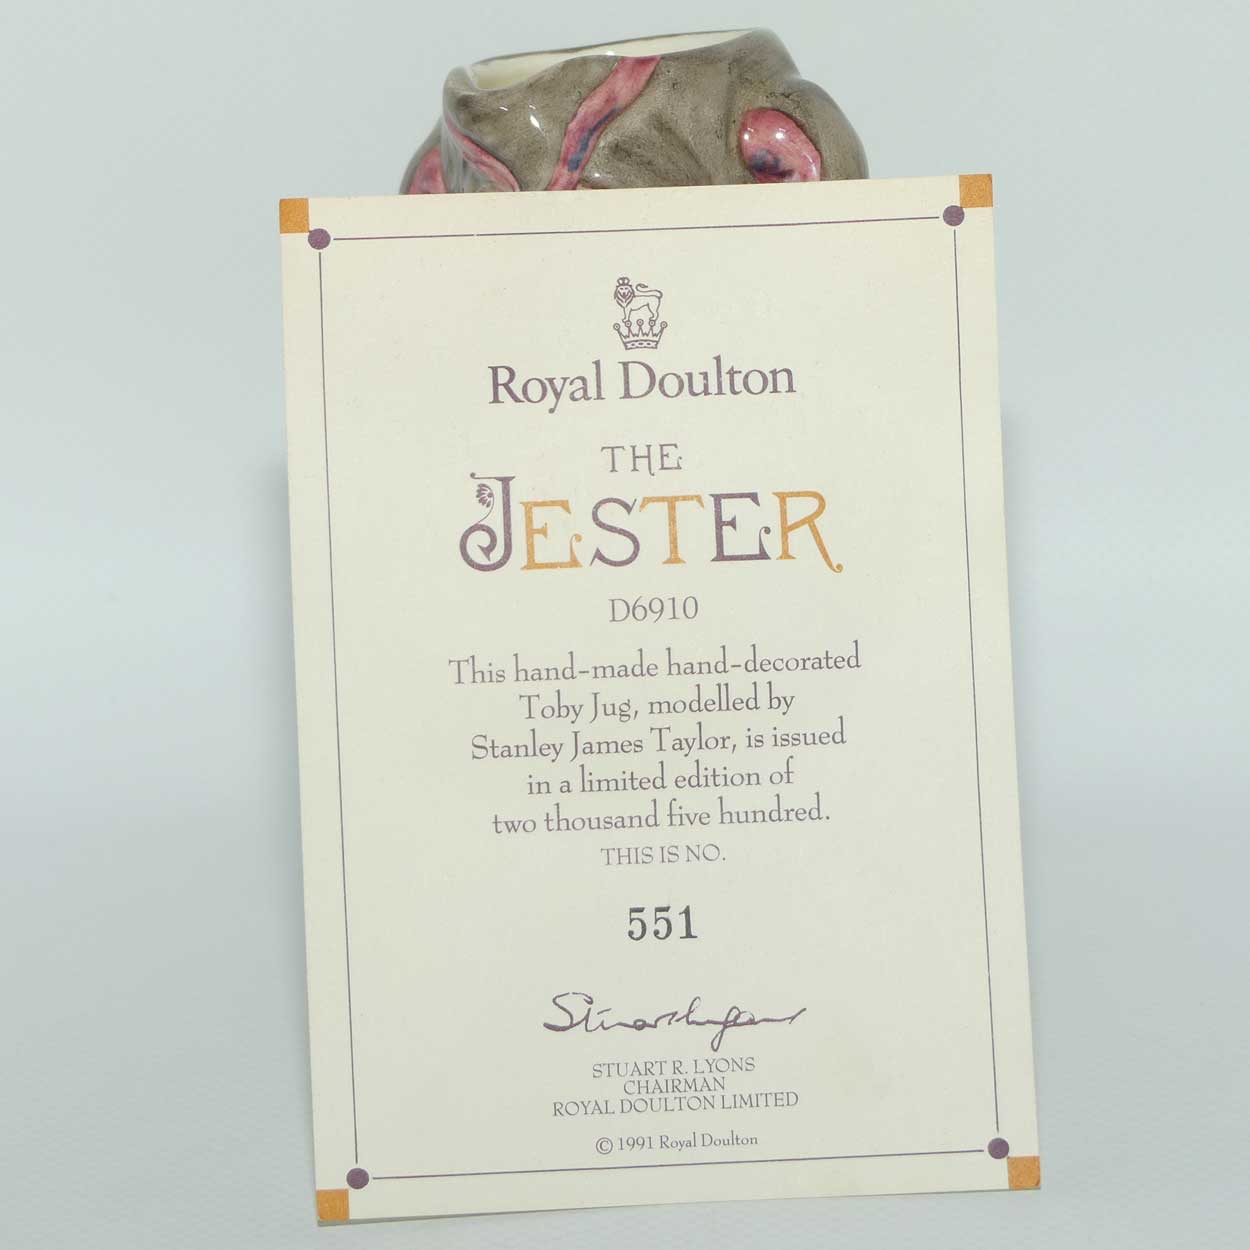 Royal Doulton
THE
JESTER
D6910
This hand-made hand-decorated
Toby Jug, modelled by
Stanley James Taylor, is issued
in a limited edition of
two thousand five hundred.
THIS IS NO.
551
Stuart Lyons
STUART R. LYONS
CHAIRMAN
ROYAL DOULTON LIMITED
© 1991 Royal Doulton